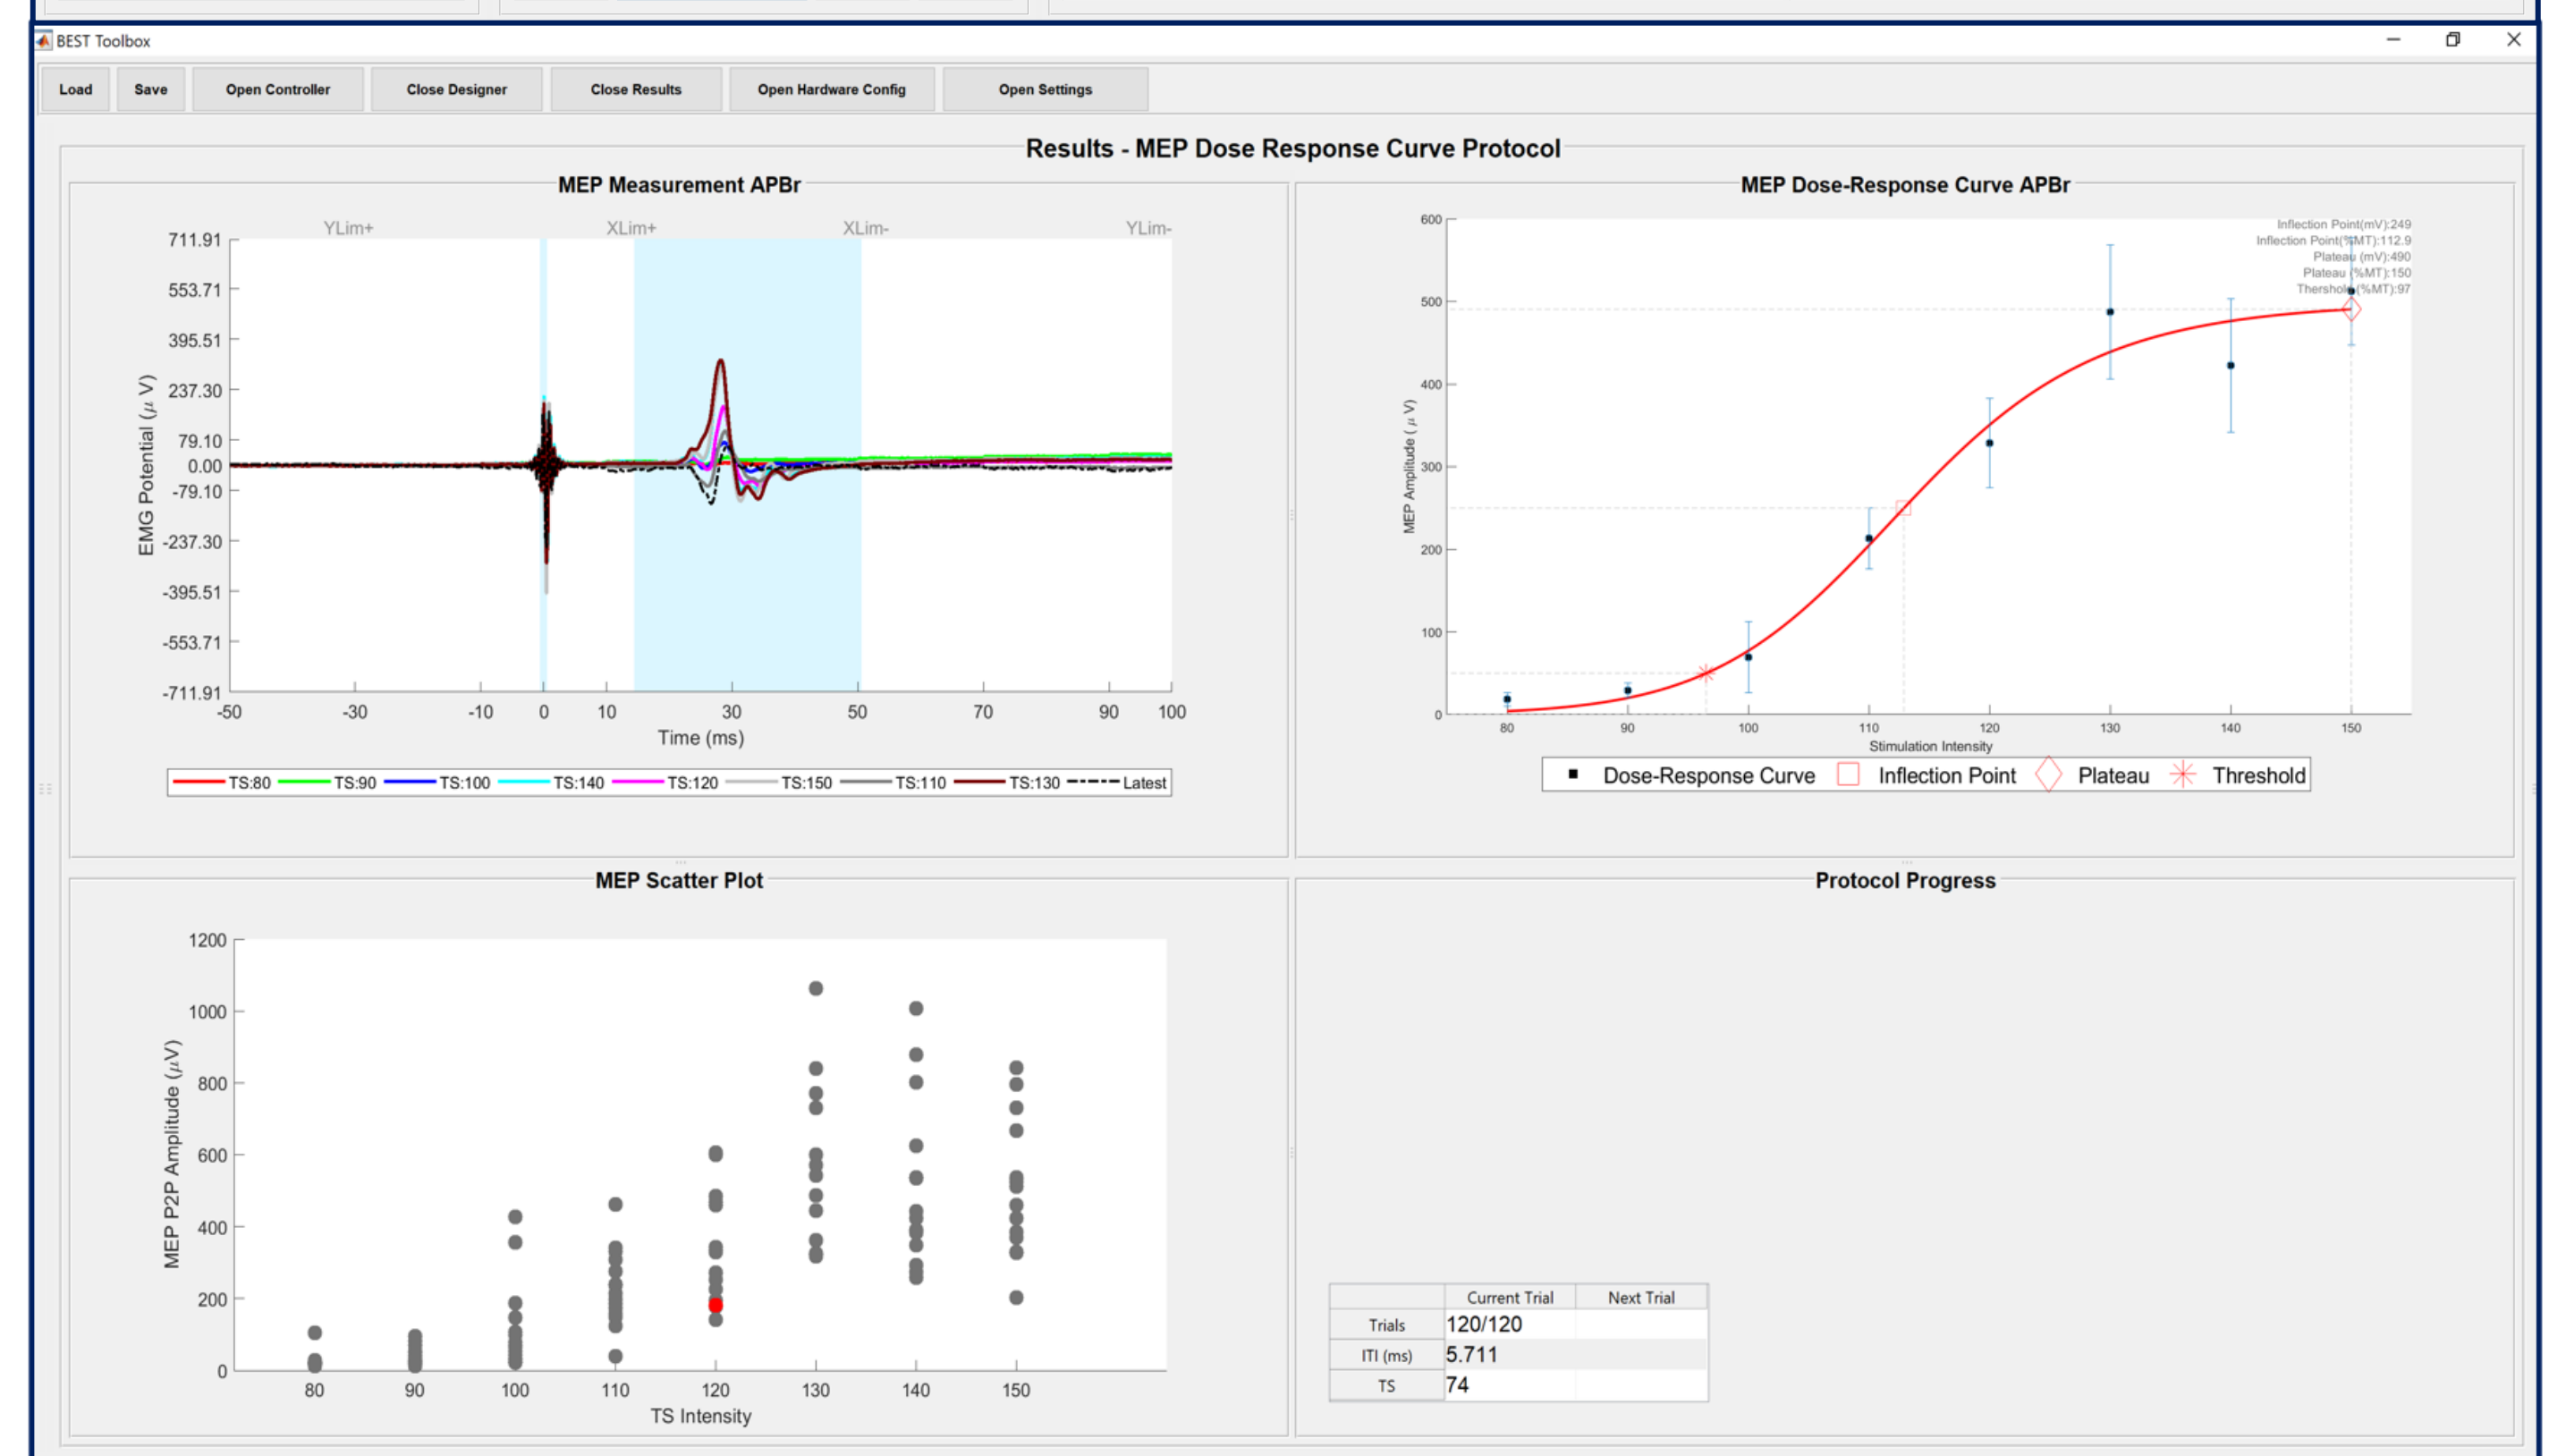 BEST Toolbox
Load Save Open Controller Close Designer Close Results Open Hardware Config Open Settings
Results - MEP Dose Response Curve Protocol
MEP Measurement APBr
YLim+ XLim+ XLim- YLim-
711.91
553.71
395.51
237.30
79.10
0.00
-79.10
-237.30
-395.51
-553.71
-711.91
EMG Potential (μ V)
-50 -30 -10 0 10 30 50 70 90 100
Time (ms)
TS:80 TS:90 TS:100 TS:140 TS:120 TS:150 TS:110 TS:130 Latest
MEP Dose-Response Curve APBr
Inflection Point(mV):249
Inflection Point(%MT):112.9
Plateau (mV):490
Plateau (%MT):150
Thershold (%MT):97
600
500
400
300
200
100
0
MEP Amplitude ( μ V)
80 90 100 110 120 130 140 150
Stimulation Intensity
Dose-Response Curve Inflection Point Plateau Threshold
MEP Scatter Plot
1200
1000
800
600
400
200
0
MEP P2P Amplitude (μV)
80 90 100 110 120 130 140 150
TS Intensity
Protocol Progress
Current Trial Next Trial
Trials 120/120
ITI (ms) 5.711
TS 74